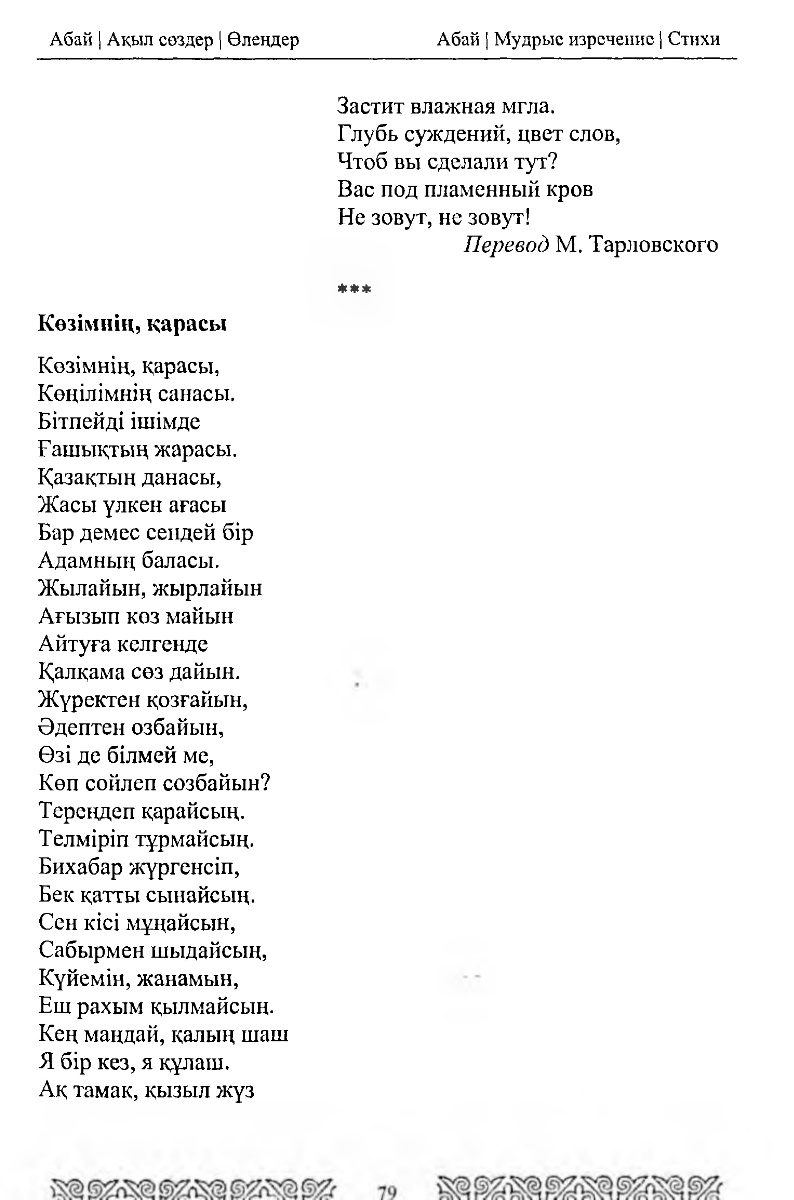 Абай | Ақыл сөздер | Өлеңдер
Абай | Мудрые изречение | Стихи
Застит влажная мгла.
Глубь суждений, цвет слов,
Чтоб вы сделали тут?
Вас под пламенный кров
Не зовут, не зовут!
Перевод М. Тарловского
***
Көзімнің, қарасы
Көзімнің, қарасы,
Көңілімнің санасы.
Бітпейді ішімде
Ғашықтың жарасы.
Қазақтың данасы,
Жасы үлкен ағасы
Бар демес сендей бір
Адамның баласы.
Жылайын, жырлайын
Ағызып коз майын
Айтуға келгенде
Қалқама сөз дайын.
Жүректен қозғайын,
Әдептен озбайын,
Өзі де білмей ме,
Көп сойлеп созбайын?
Тереңдеп қарайсың.
Телміріп тұрмайсың.
Бихабар жүргенсіп,
Бек қатты сынайсың.
Сен кісі мұңайсын,
Сабырмен шыдайсың,
Күйемін, жанамын,
Еш рахым қылмайсың.
Кең маңдай, қалың шаш
Я бір кез, я құлаш.
Ақ тамақ, қызыл жүз
79